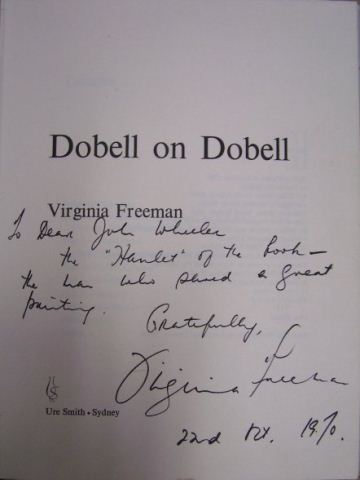 Dobell on Dobell
Virginia Freeman
To Dear John Wheeler
the "Hamlet" of the book -
the man who saved a great
painting.
Gratefully,
Virginia Freeman
Ure Smith • Sydney
22nd Oct. 1970.